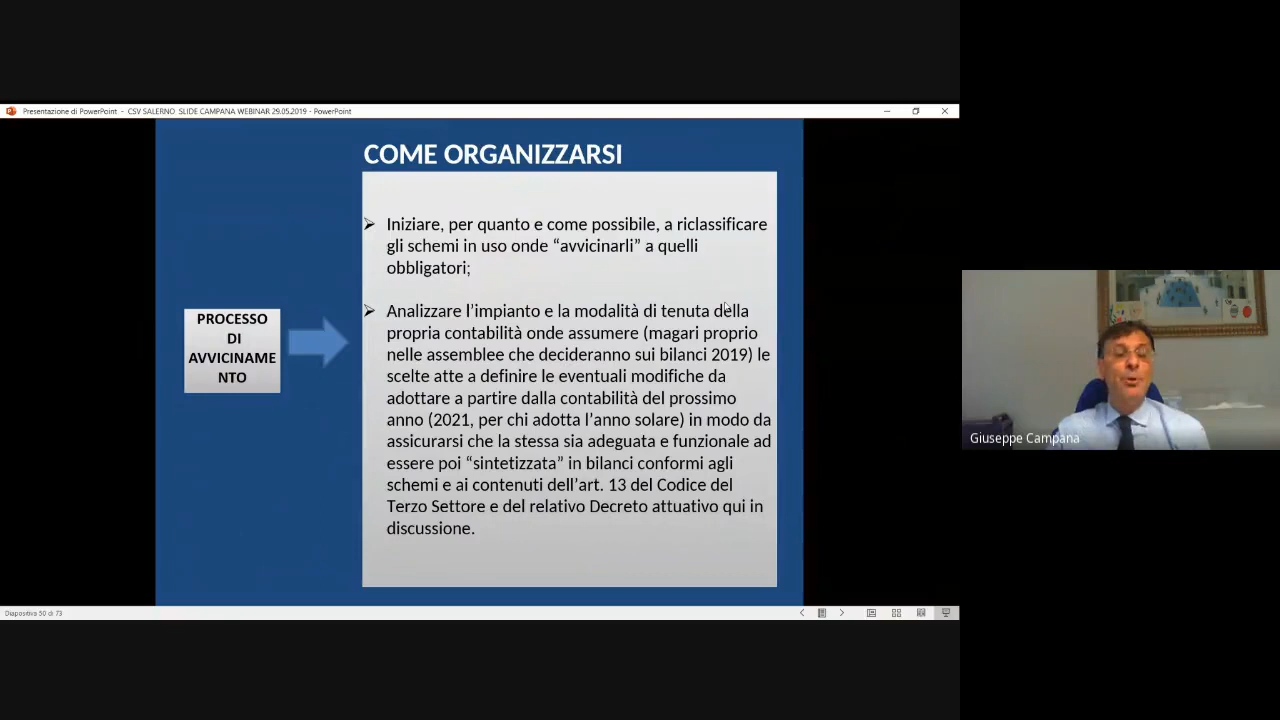 Presentazione di PowerPoint - CSV SALERNO SLIDE CAMPANA WEBINAR 29.05.2019 - PowerPoint
COME ORGANIZZARSI
Iniziare, per quanto e come possibile, a riclassificare
gli schemi in uso onde “avvicinarli” a quelli
obbligatori;
PROCESSO
DI
AVVICINAME
NTO
Analizzare l’impianto e la modalità di tenuta della
propria contabilità onde assumere (magari proprio
nelle assemblee che decideranno sui bilanci 2019) le
scelte atte a definire le eventuali modifiche da
adottare a partire dalla contabilità del prossimo
anno (2021, per chi adotta l’anno solare) in modo da
assicurarsi che la stessa sia adeguata e funzionale ad
essere poi “sintetizzata” in bilanci conformi agli
schemi e ai contenuti dell’art. 13 del Codice del
Terzo Settore e del relativo Decreto attuativo qui in
discussione.
Giuseppe Campana
Diapositiva 50 di 73